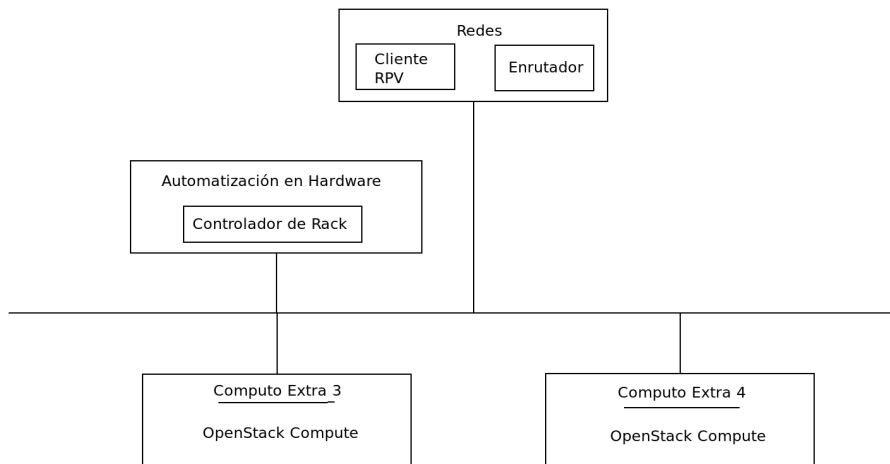 Redes
Cliente
RPV
Enrutador
Automatización en Hardware
Controlador de Rack
Computo Extra 3
OpenStack Compute
Computo Extra 4
OpenStack Compute